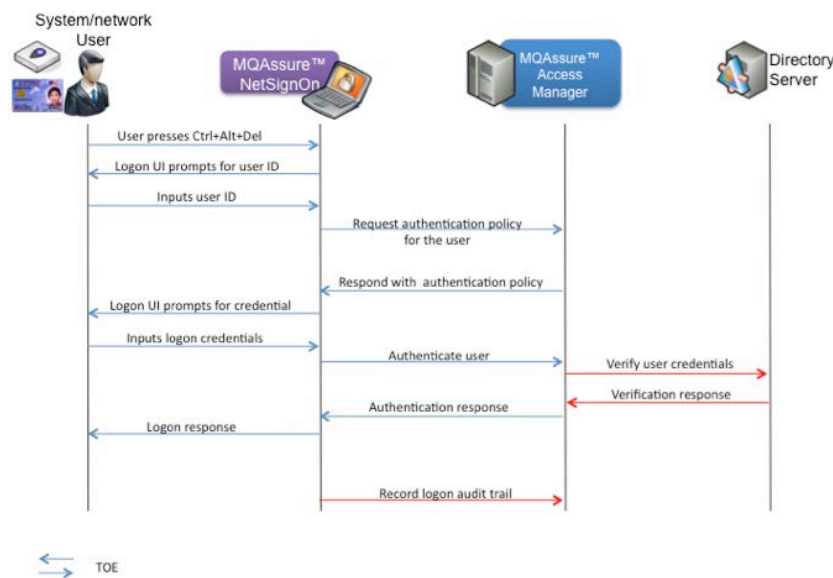 System/network
User
MQAssure™
NetSignOn
MQAssure™
Access
Manager
Directory
Server
User presses Ctrl+Alt+Del
Logon UI prompts for user ID
Inputs user ID
Request authentication policy
for the user
Respond with authentication policy
Logon UI prompts for credential
Inputs logon credentials
Authenticate user
Verify user credentials
Verification response
Authentication response
Logon response
Record logon audit trail
TOE